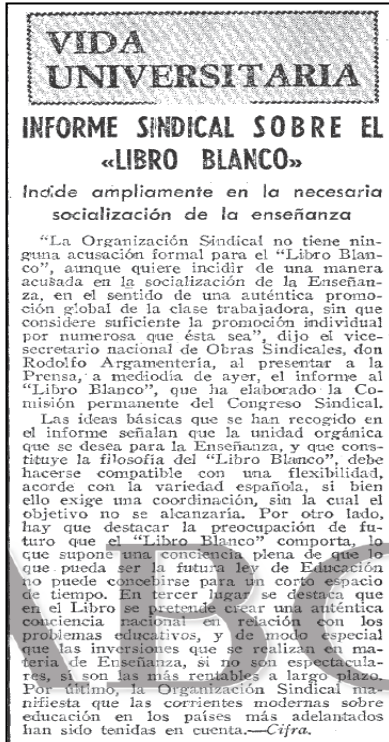 VIDA
UNIVERSITARIA
INFORME SINDICAL SOBRE EL
«LIBRO BLANCO»
Incide ampliamente en la necesaria
socialización de la enseñanza
"La Organización Sindical no tiene nin-
guna acusación formal para el "Libro Blan-
co", aunque quiere incidir de una manera
acusada en la socialización de la Enseñan-
za, en el sentido de una auténtica promo-
ción global de la clase trabajadora, sin que
considere suficiente la promoción individual
por numerosa que ésta sea", dijo el vice-
secretario nacional de Obras Sindicales, don
Rodolfo Argamentería, al presentar a la
Prensa, a mediodía de ayer, el informe al
"Libro Blanco", que ha elaborado la Co-
misión permanente del Congreso Sindical.
Las ideas básicas que se han recogido en
el informe señalan que la unidad orgánica
que se desea para la Enseñanza, y que cons-
tituye la filosofía del "Libro Blanco", debe
hacerse compatible con una flexibilidad,
acorde con la variedad española, si bien
ello exige una coordinación, sin la cual el
objetivo no se alcanzaría. Por otro lado,
hay que destacar la preocupación de fu-
turo que el "Libro Blanco" comporta, lo
que supone una conciencia plena de que lo
que pueda ser la futura ley de Educación
no puede concebirse para un corto espacio
de tiempo. En tercer lugar se destaca que
en el Libro se pretende crear una auténtica
conciencia nacional en relación con los
problemas educativos, y de modo especial
que las inversiones que se realizan en ma-
teria de Enseñanza, si no son espectacula-
res, sí son las más rentables a largo plazo.
Por último, la Organización Sindical ma-
nifiesta que las corrientes modernas sobre
educación en los países más adelantados
han sido tenidas en cuenta.—Cifra.
ABC